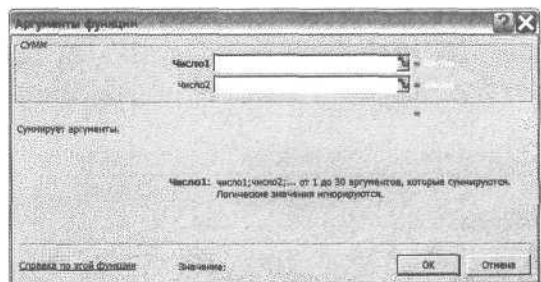 Аргументы функции
СУММ
Число1 =
Число2 =
=
Суммирует аргументы.
Число1: число1;число2;... от 1 до 30 аргументов, которые суммируются.
Логические значения игнорируются.
Справка по этой функции Значение: ОК Отмена